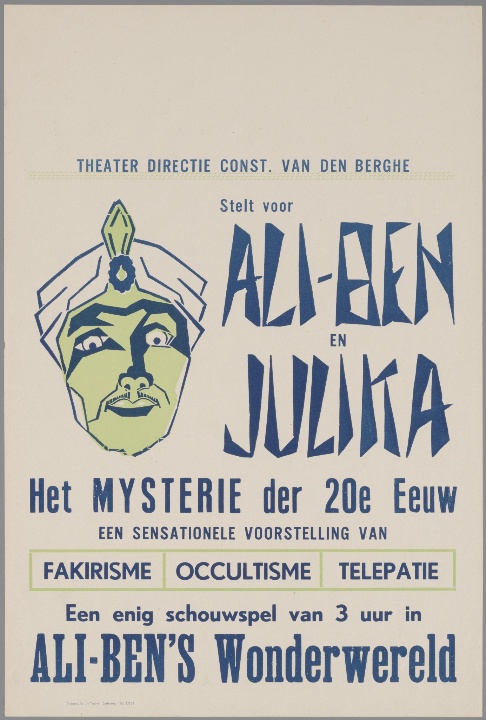 THEATER DIRECTIE CONST. VAN DEN BERGHE
Stelt voor
ALI-BEN
EN
JULIKA
Het MYSTERIE der 20e Eeuw
EEN SENSATIONELE VOORSTELLING VAN
FAKIRISME OCCULTISME TELEPATIE
Een enig schouwspel van 3 uur in
ALI-BEN'S Wonderwereld